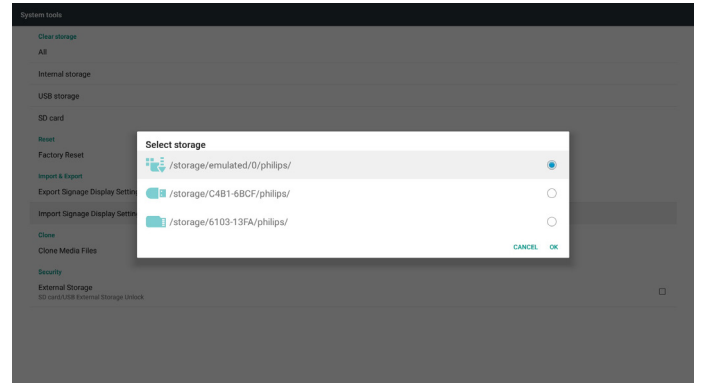 System tools
Clear storage
All
Internal storage
USB storage
SD card
Reset
Factory Reset
Import & Export
Export Signage Display Setting
Import Signage Display Setting
Clone
Clone Media Files
Security
External Storage
SD card/USB External Storage Unlock
Select storage
/storage/emulated/0/philips/
/storage/C4B1-6BCF/philips/
/storage/6103-13FA/philips/
CANCEL OK